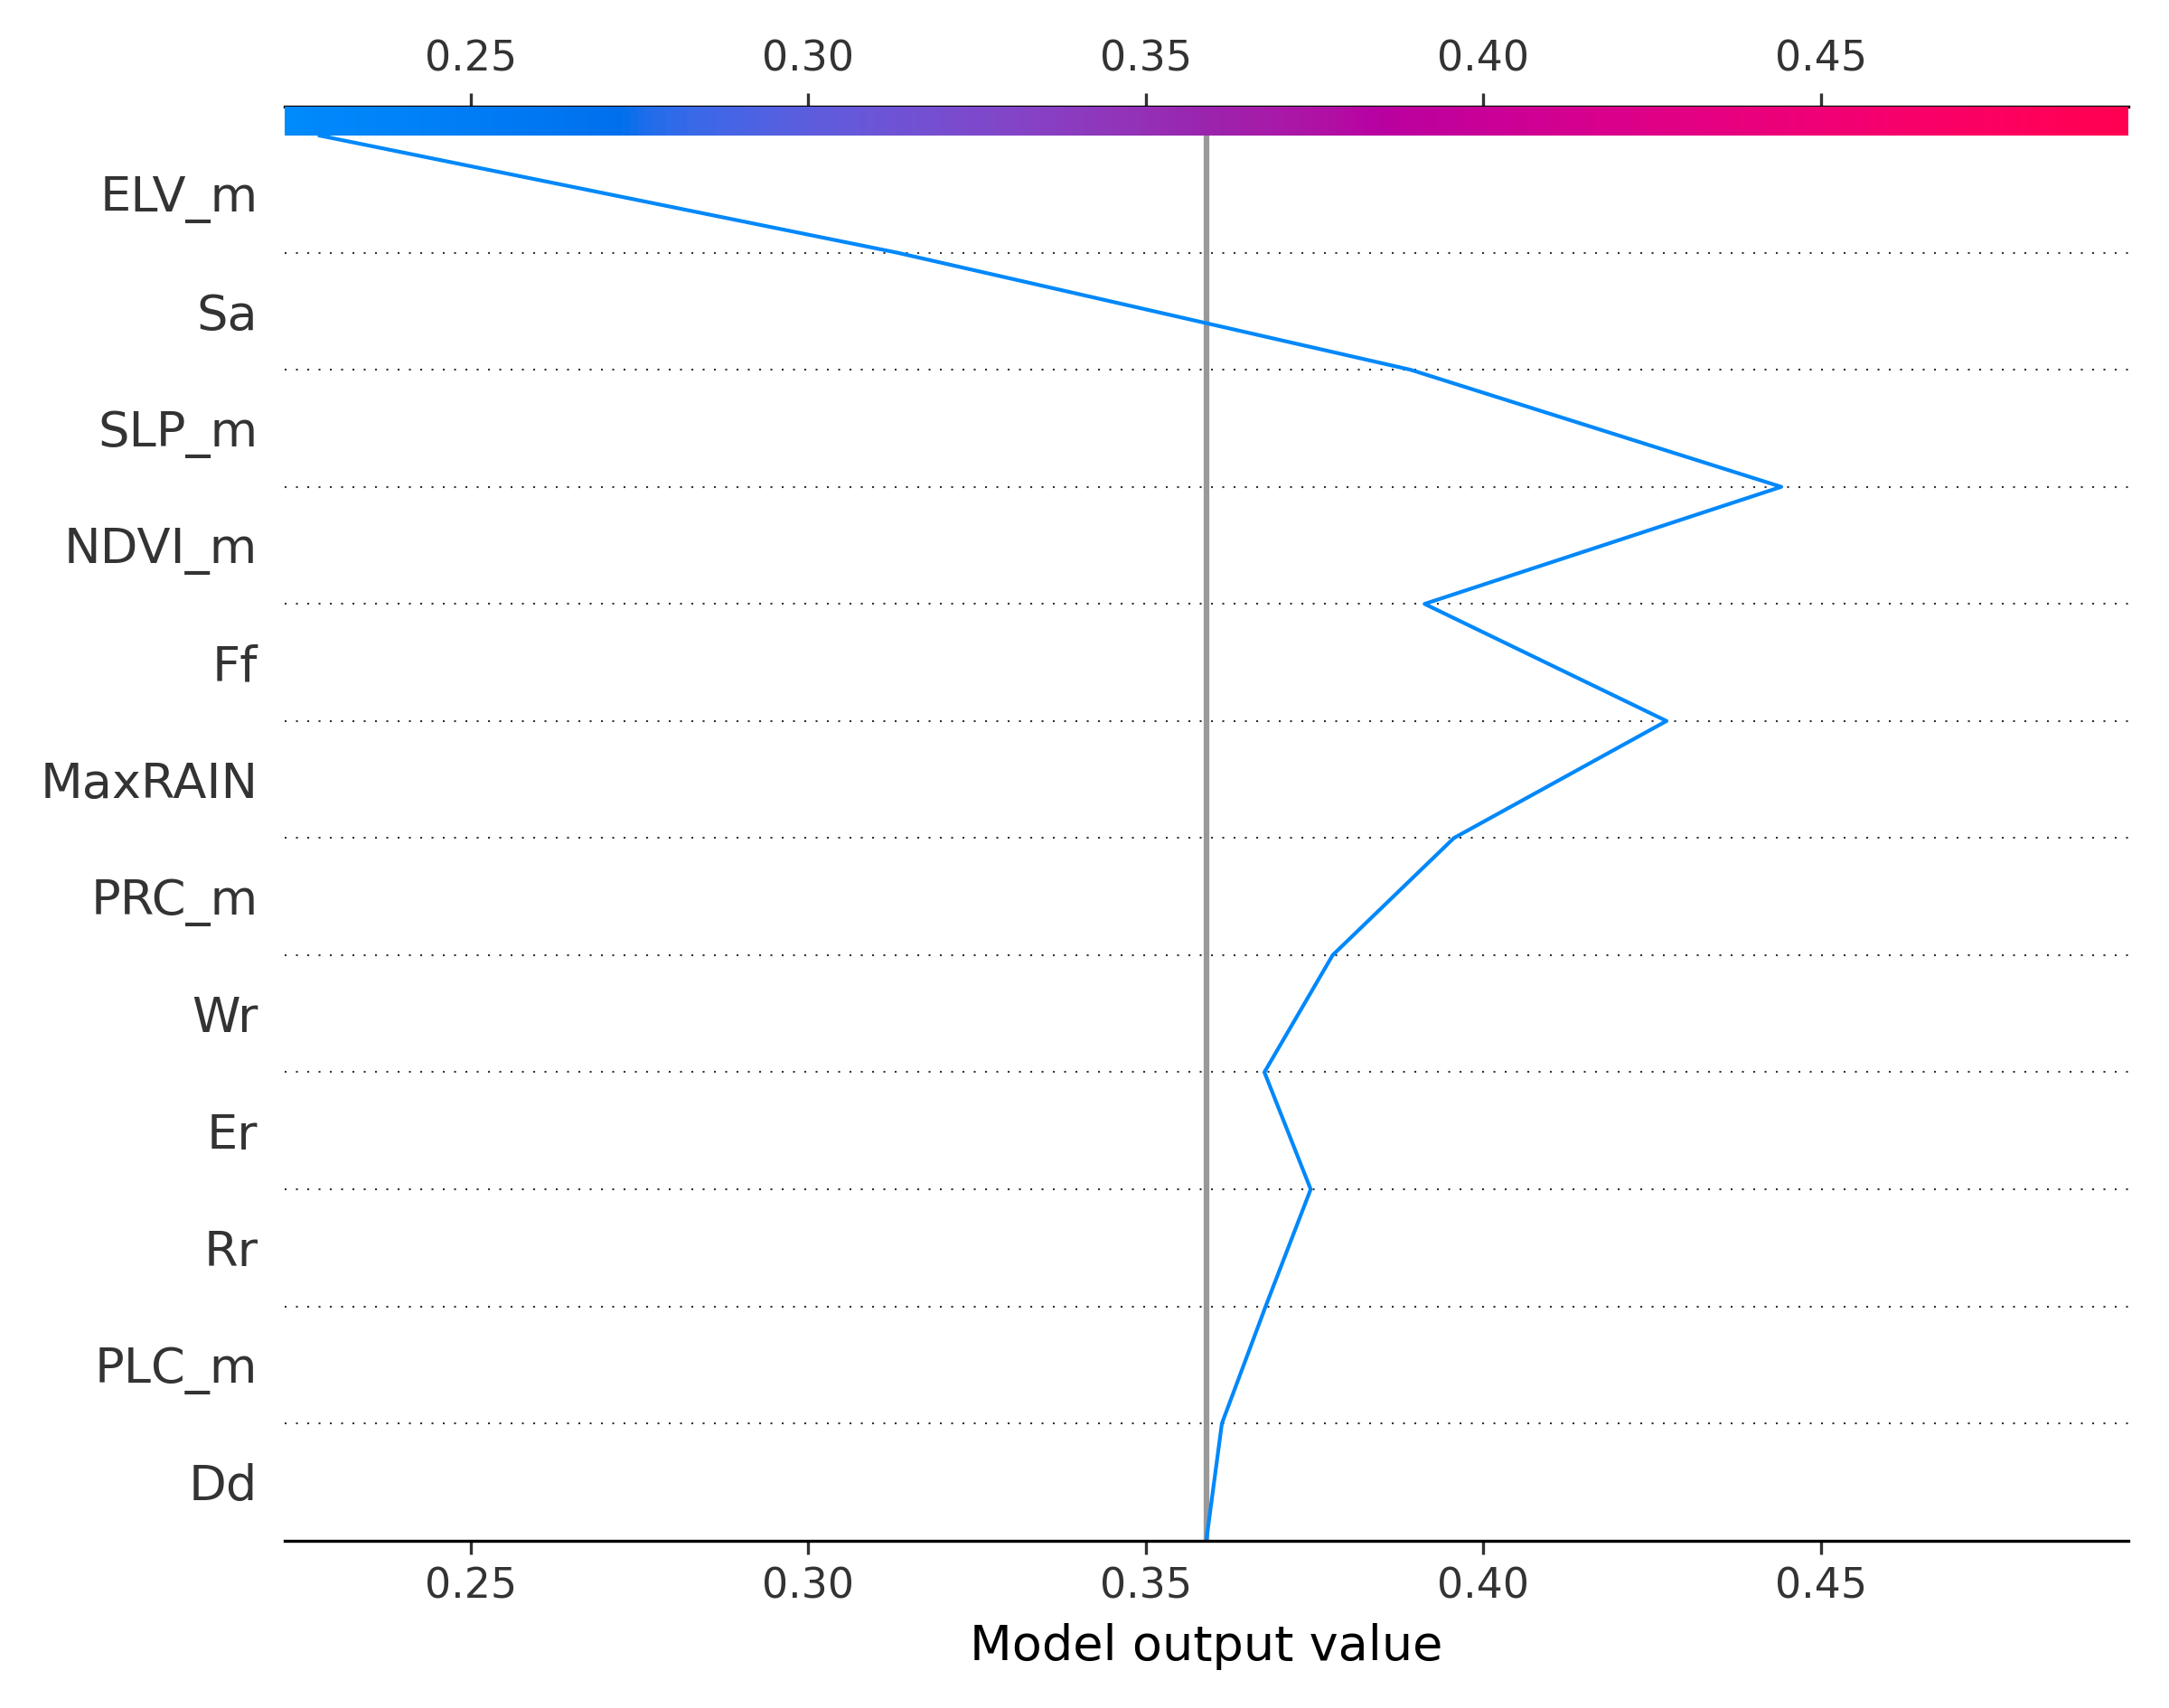 0.25 0.30 0.35 0.40 0.45
ELV_m
Sa
SLP_m
NDVI_m
Ff
MaxRAIN
PRC_m
Wr
Er
Rr
PLC_m
Dd
0.25 0.30 0.35 0.40 0.45
Model output value